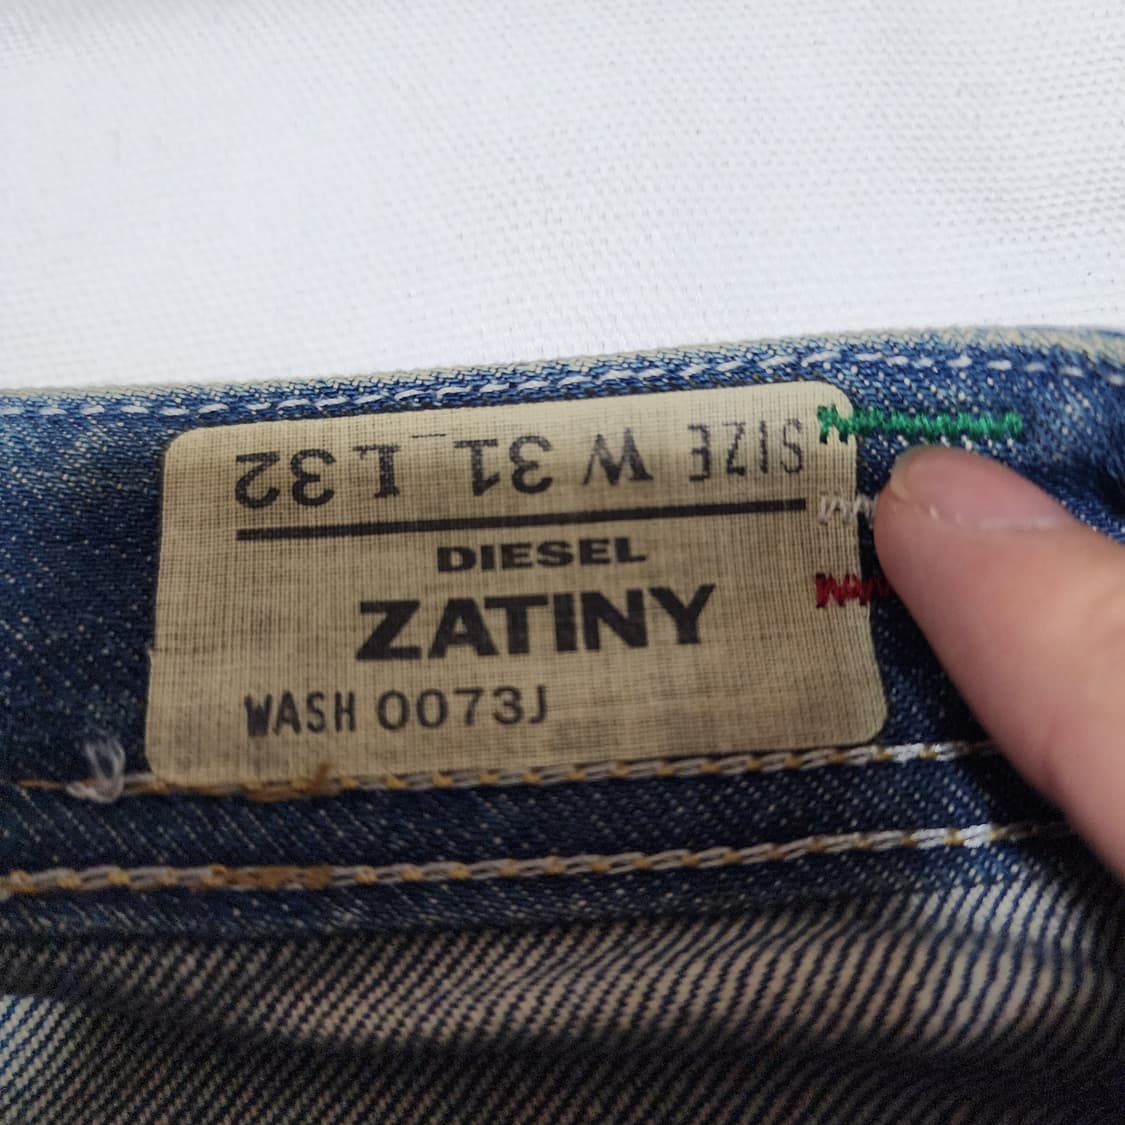 SIZE W 31 L 32
DIESEL
ZATINY
WASH 0073J